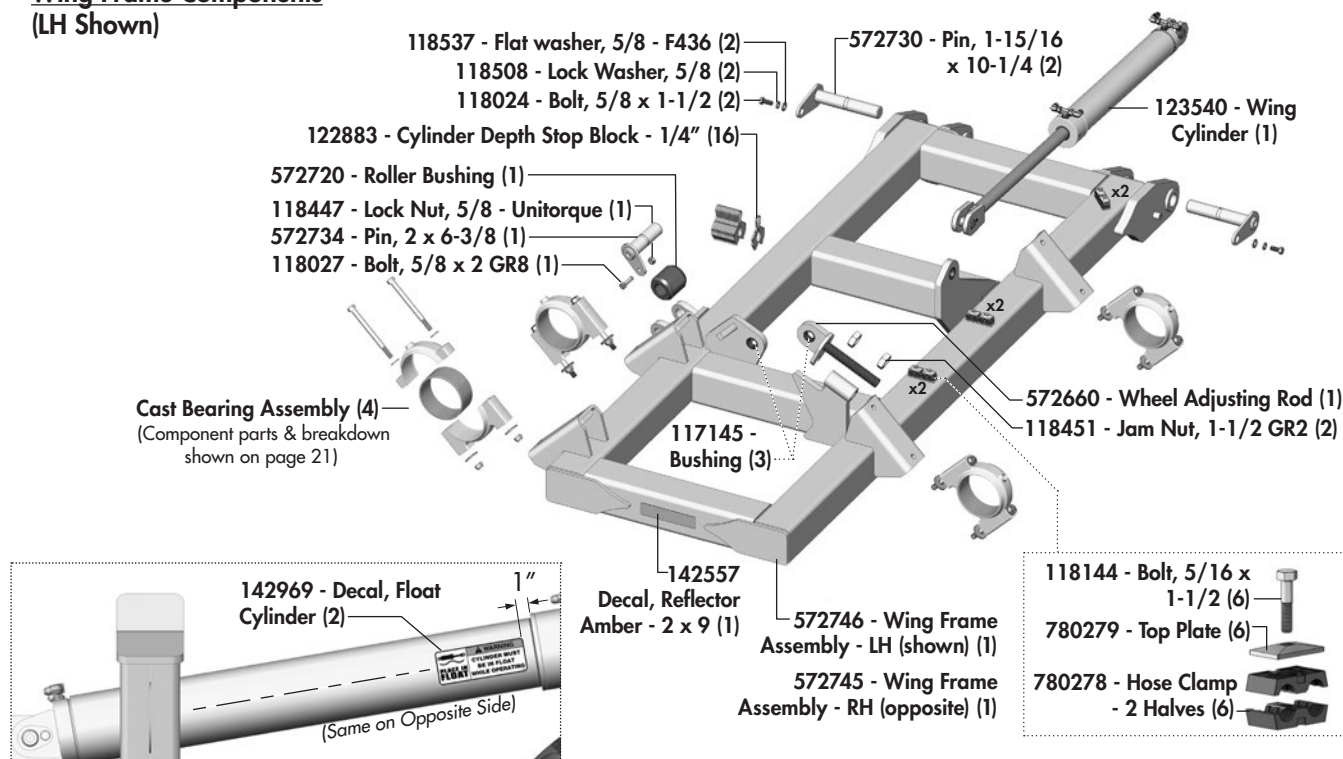 Wing Frame Components
(LH Shown)
118537 - Flat washer, 5/8 - F436 (2)
118508 - Lock Washer, 5/8 (2)
118024 - Bolt, 5/8 x 1-1/2 (2)
122883 - Cylinder Depth Stop Block - 1/4” (16)
572720 - Roller Bushing (1)
118447 - Lock Nut, 5/8 - Unitorque (1)
572734 - Pin, 2 x 6-3/8 (1)
118027 - Bolt, 5/8 x 2 GR8 (1)
572730 - Pin, 1-15/16
x 10-1/4 (2)
123540 - Wing
Cylinder (1)
x2
x2
x2
Cast Bearing Assembly (4)
(Component parts & breakdown
shown on page 21)
117145 -
Bushing (3)
572660 - Wheel Adjusting Rod (1)
118451 - Jam Nut, 1-1/2 GR2 (2)
142557
Decal, Reflector
Amber - 2 x 9 (1)
572746 - Wing Frame
Assembly - LH (shown) (1)
572745 - Wing Frame
Assembly - RH (opposite) (1)
118144 - Bolt, 5/16 x
1-1/2 (6)
780279 - Top Plate (6)
780278 - Hose Clamp
- 2 Halves (6)
142969 - Decal, Float
Cylinder (2)
1”
WARNING
CYLINDER MUST
BE IN FLOAT
WHILE OPERATING
PLACE IN
FLOAT
(Same on Opposite Side)